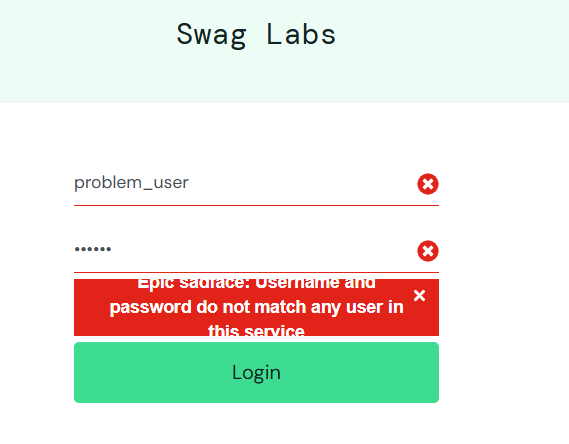 Swag Labs
problem_user
••••••
Epic sadface: Username and
password do not match any user in
this service
Login